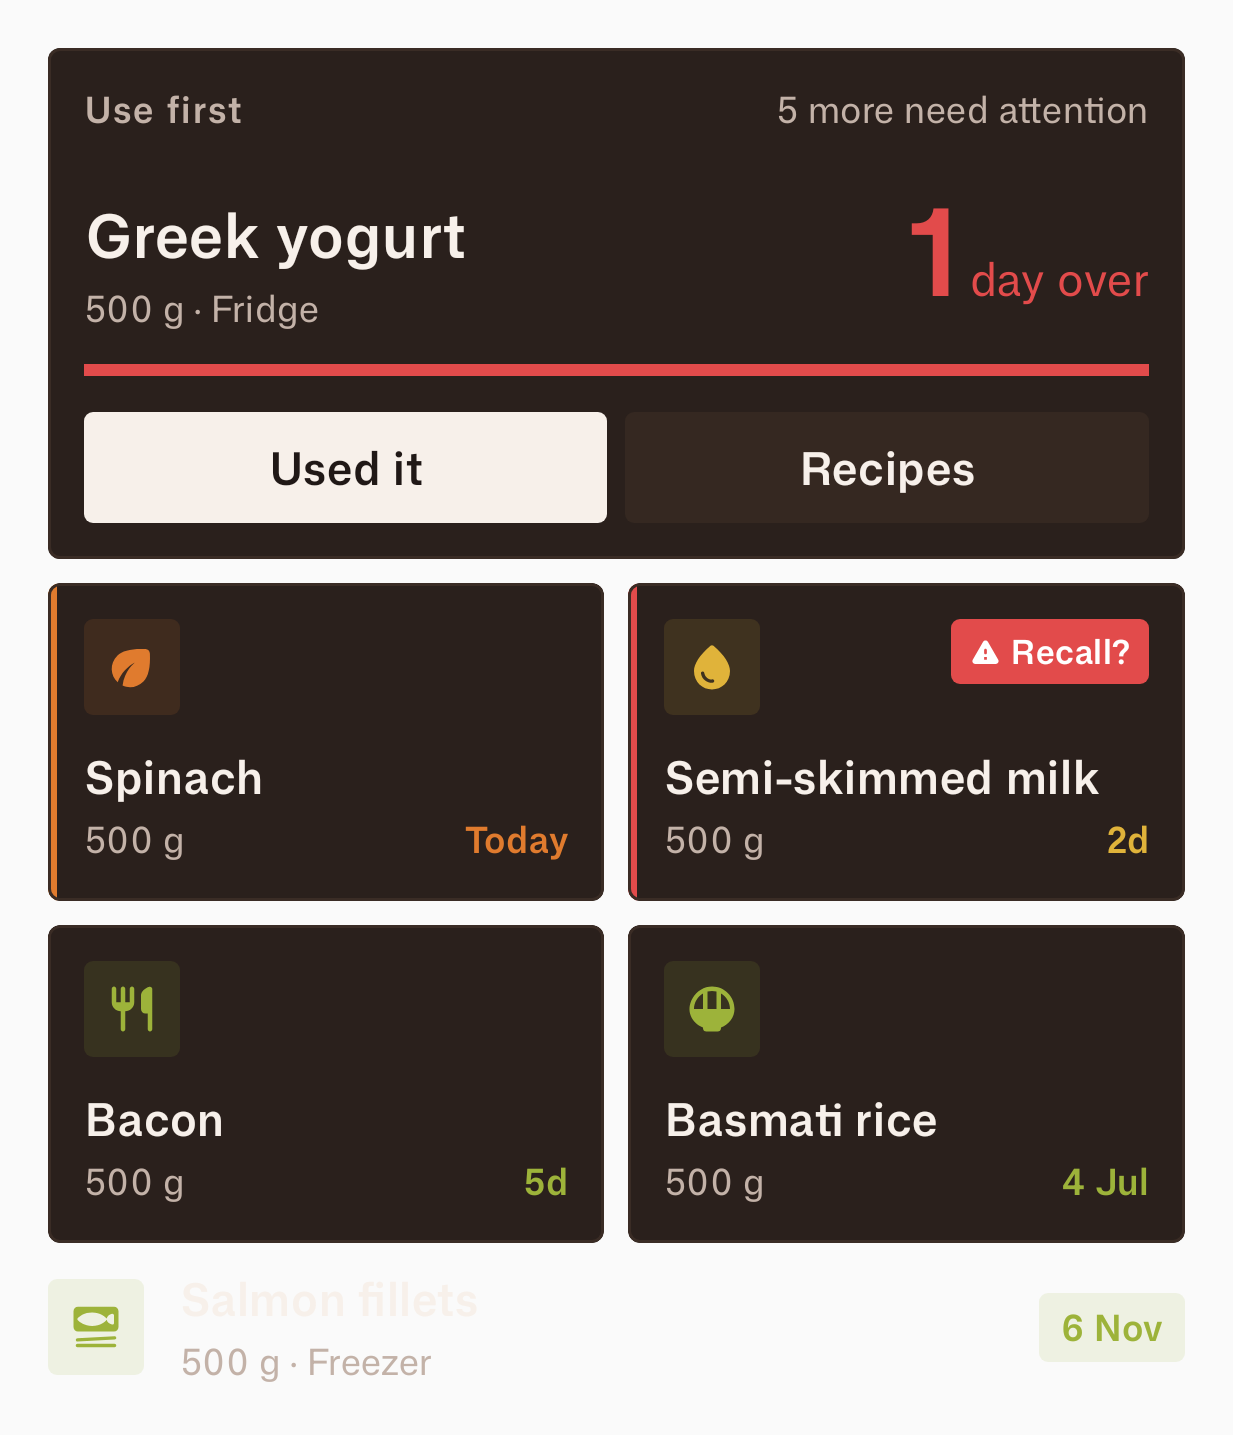 Use first
5 more need attention
Greek yogurt
1 day over
500 g · Fridge
Used it
Recipes
Recall?
Spinach
500 g
Today
Semi-skimmed milk
500 g
2d
Bacon
500 g
5d
Basmati rice
500 g
4 Jul
Salmon fillets
500 g · Freezer
6 Nov